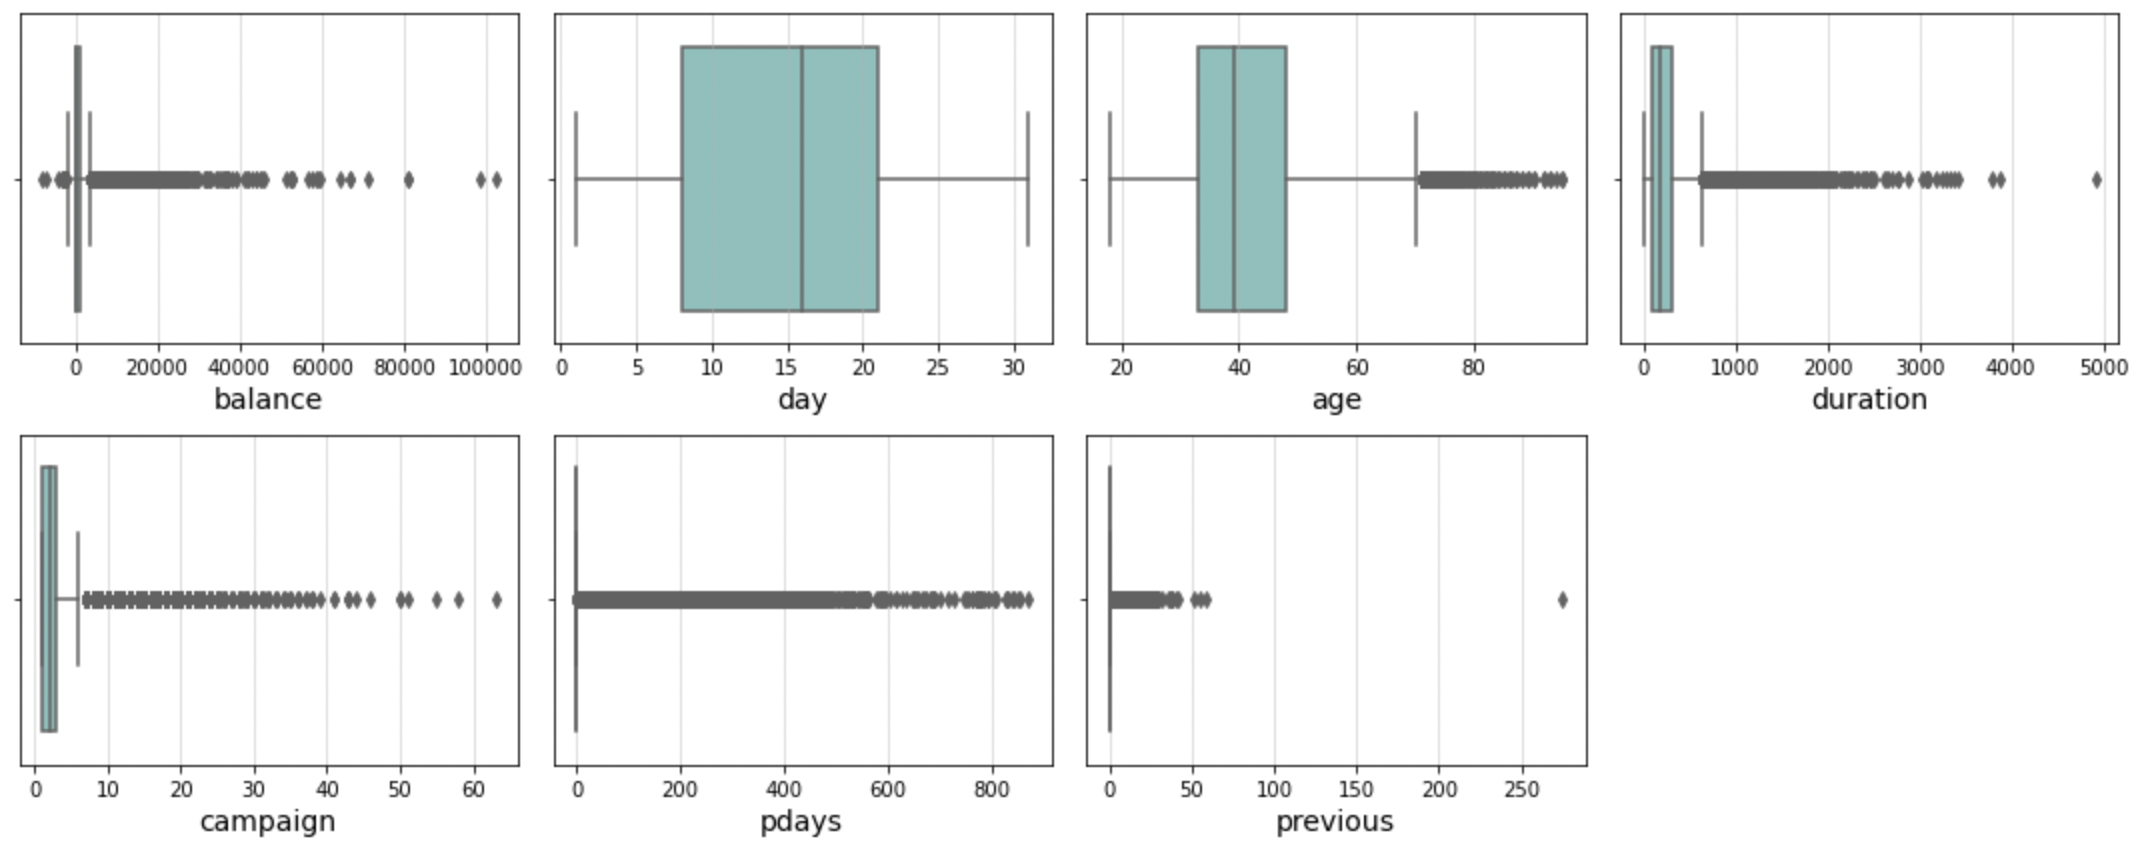 0 20000 40000 60000 80000 100000
balance
0 5 10 15 20 25 30
day
20 40 60 80
age
0 1000 2000 3000 4000 5000
duration
0 10 20 30 40 50 60
campaign
0 200 400 600 800
pdays
0 50 100 150 200 250
previous